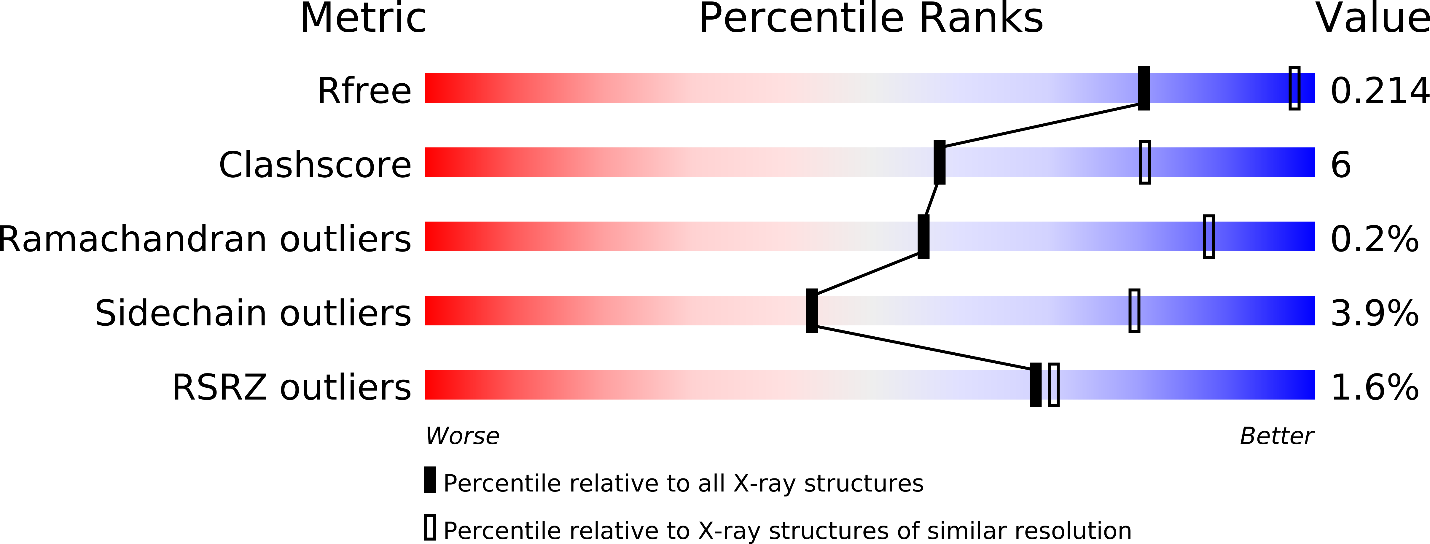 Metric Percentile Ranks Value
Rfree 0.214
Clashscore 6
Ramachandran outliers 0.2%
Sidechain outliers 3.9%
RSRZ outliers 1.6%
Worse Better
Percentile relative to all X-ray structures
Percentile relative to X-ray structures of similar resolution